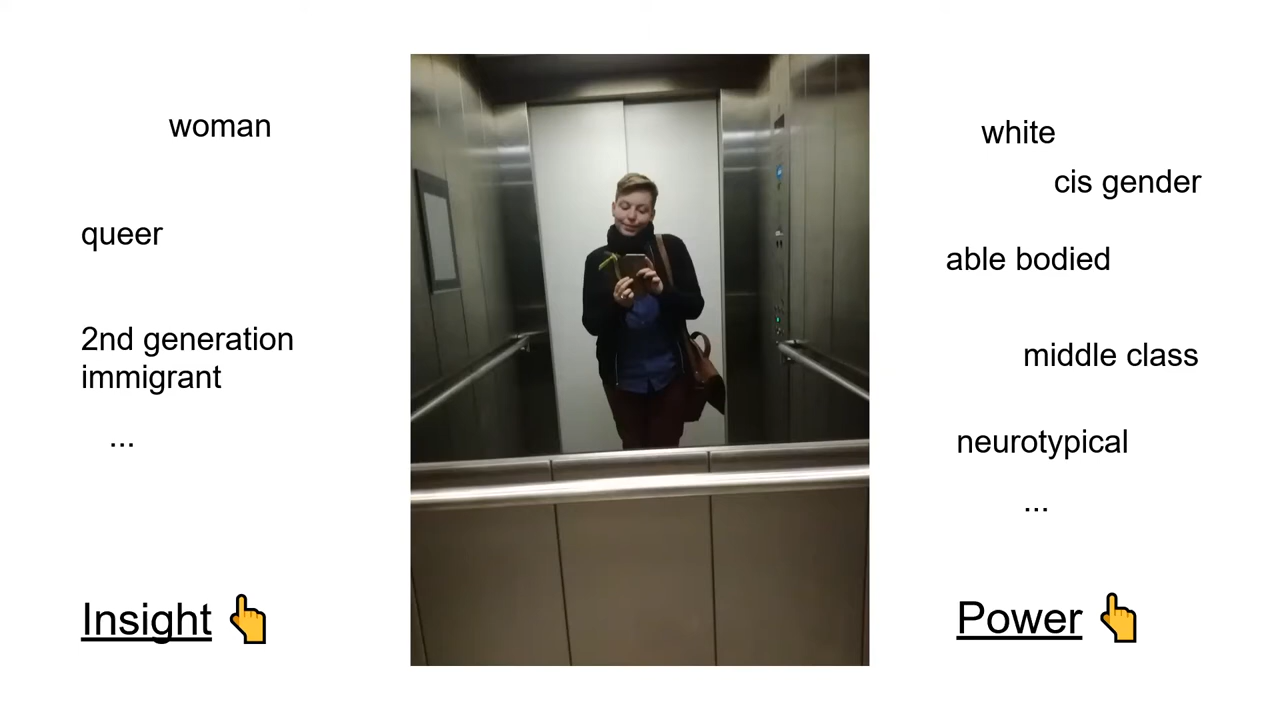 woman
queer
2nd generation
immigrant
...
Insight
white
cis gender
able bodied
middle class
neurotypical
...
Power